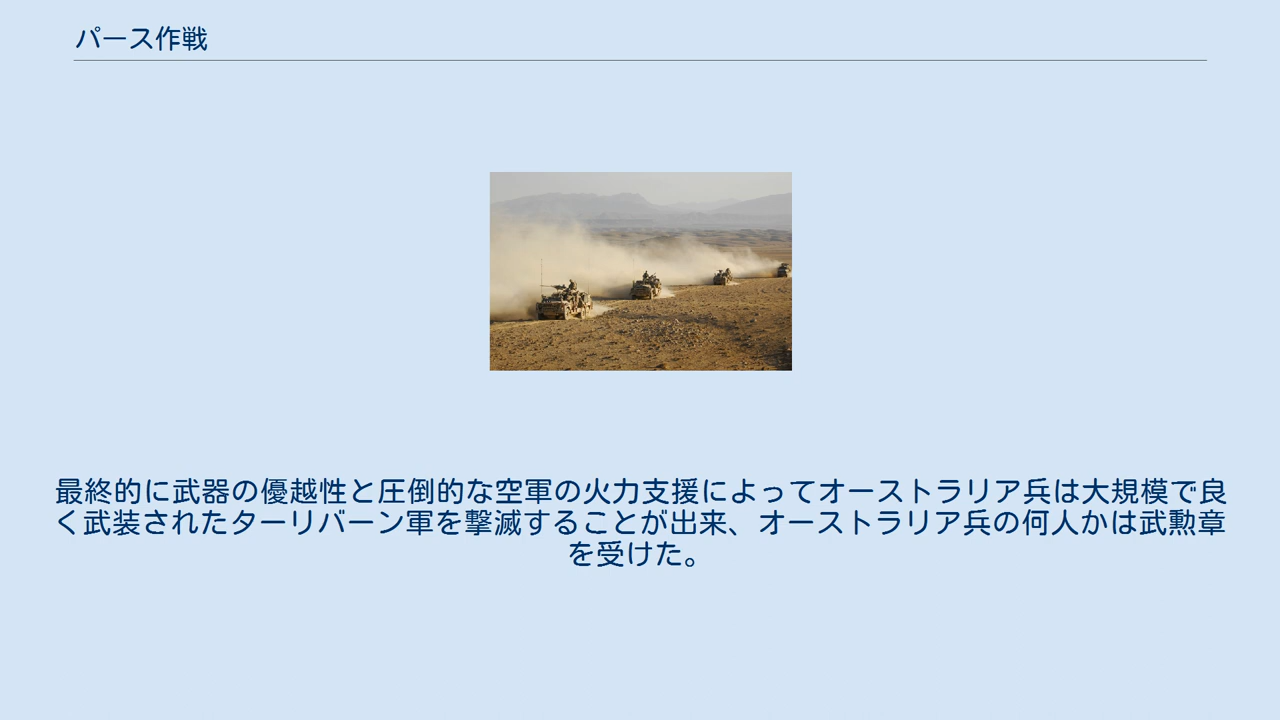 パース作戦
最終的に武器の優越性と圧倒的な空軍の火力支援によってオーストラリア兵は大規模で良
く武装されたターリバーン軍を撃滅することが出来、オーストラリア兵の何人かは武勲章
を受けた。